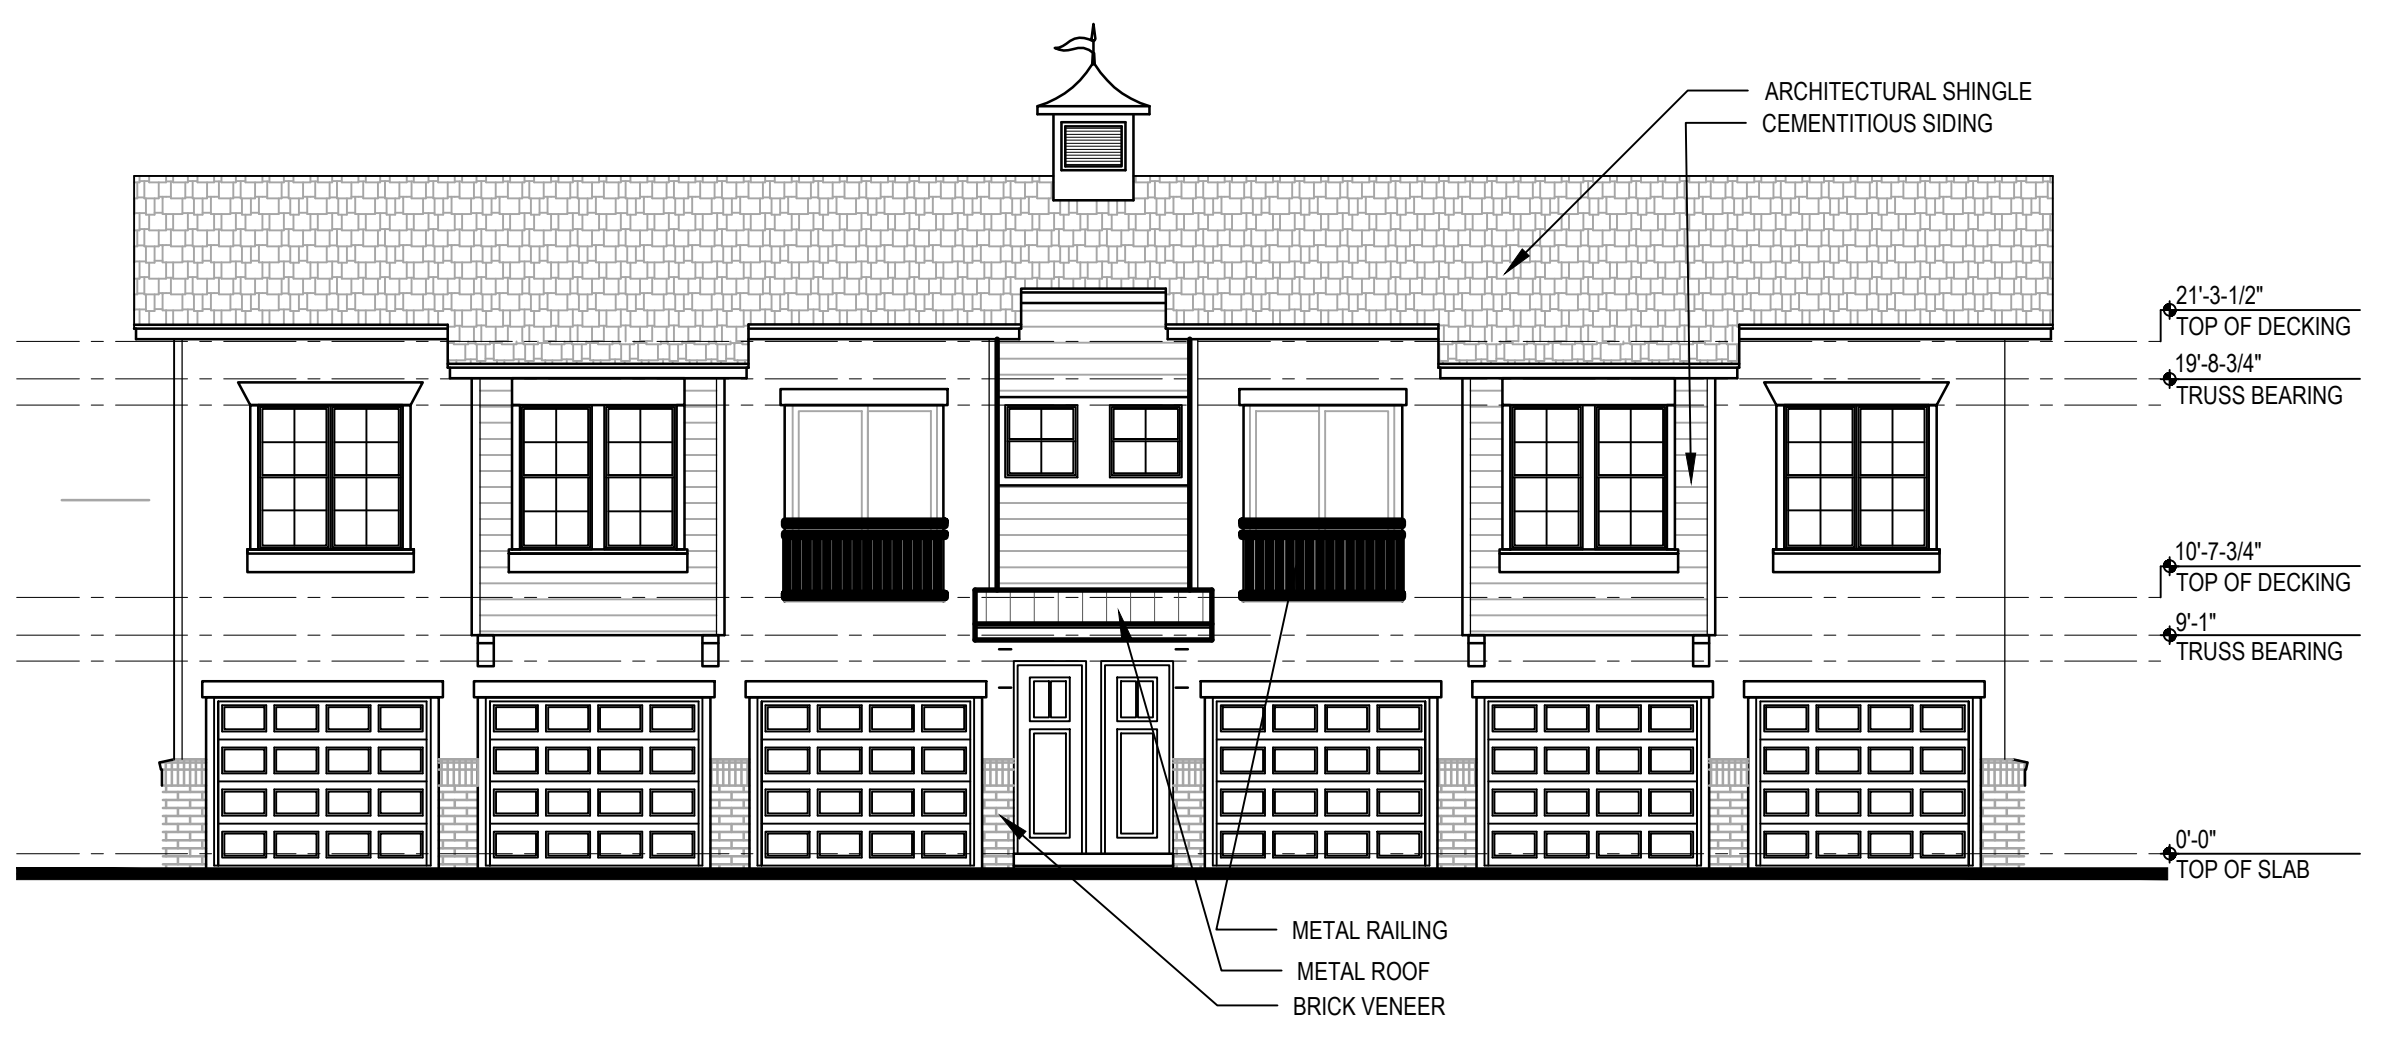 ARCHITECTURAL SHINGLE
CEMENTITIOUS SIDING
21'-3-1/2"
TOP OF DECKING
19'-8-3/4"
TRUSS BEARING
10'-7-3/4"
TOP OF DECKING
9'-1"
TRUSS BEARING
0'-0"
TOP OF SLAB
METAL RAILING
METAL ROOF
BRICK VENEER